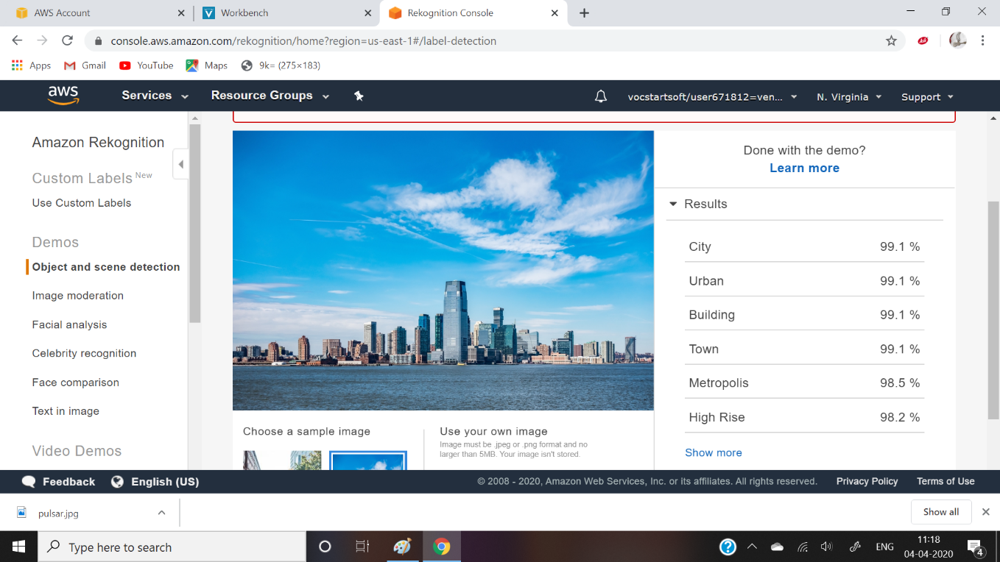 AWS Account
Workbench
Rekognition Console
console.aws.amazon.com/rekognition/home?region=us-east-1#/label-detection
Apps
Gmail
YouTube
Maps
9k= (275×183)
aws
Services
Resource Groups
vocstartsoft/user671812=ven...
N. Virginia
Support
Amazon Rekognition
Custom Labels New
Use Custom Labels
Demos
Object and scene detection
Image moderation
Facial analysis
Celebrity recognition
Face comparison
Text in image
Video Demos
Done with the demo?
Learn more
Results
City 99.1 %
Urban 99.1 %
Building 99.1 %
Town 99.1 %
Metropolis 98.5 %
High Rise 98.2 %
Show more
Choose a sample image
Use your own image
Image must be .jpeg or .png format and no
larger than 5MB. Your image isn't stored.
Feedback
English (US)
© 2008 - 2020, Amazon Web Services, Inc. or its affiliates. All rights reserved.
Privacy Policy
Terms of Use
pulsar.jpg
Show all
Type here to search
ENG
11:18
04-04-2020
4